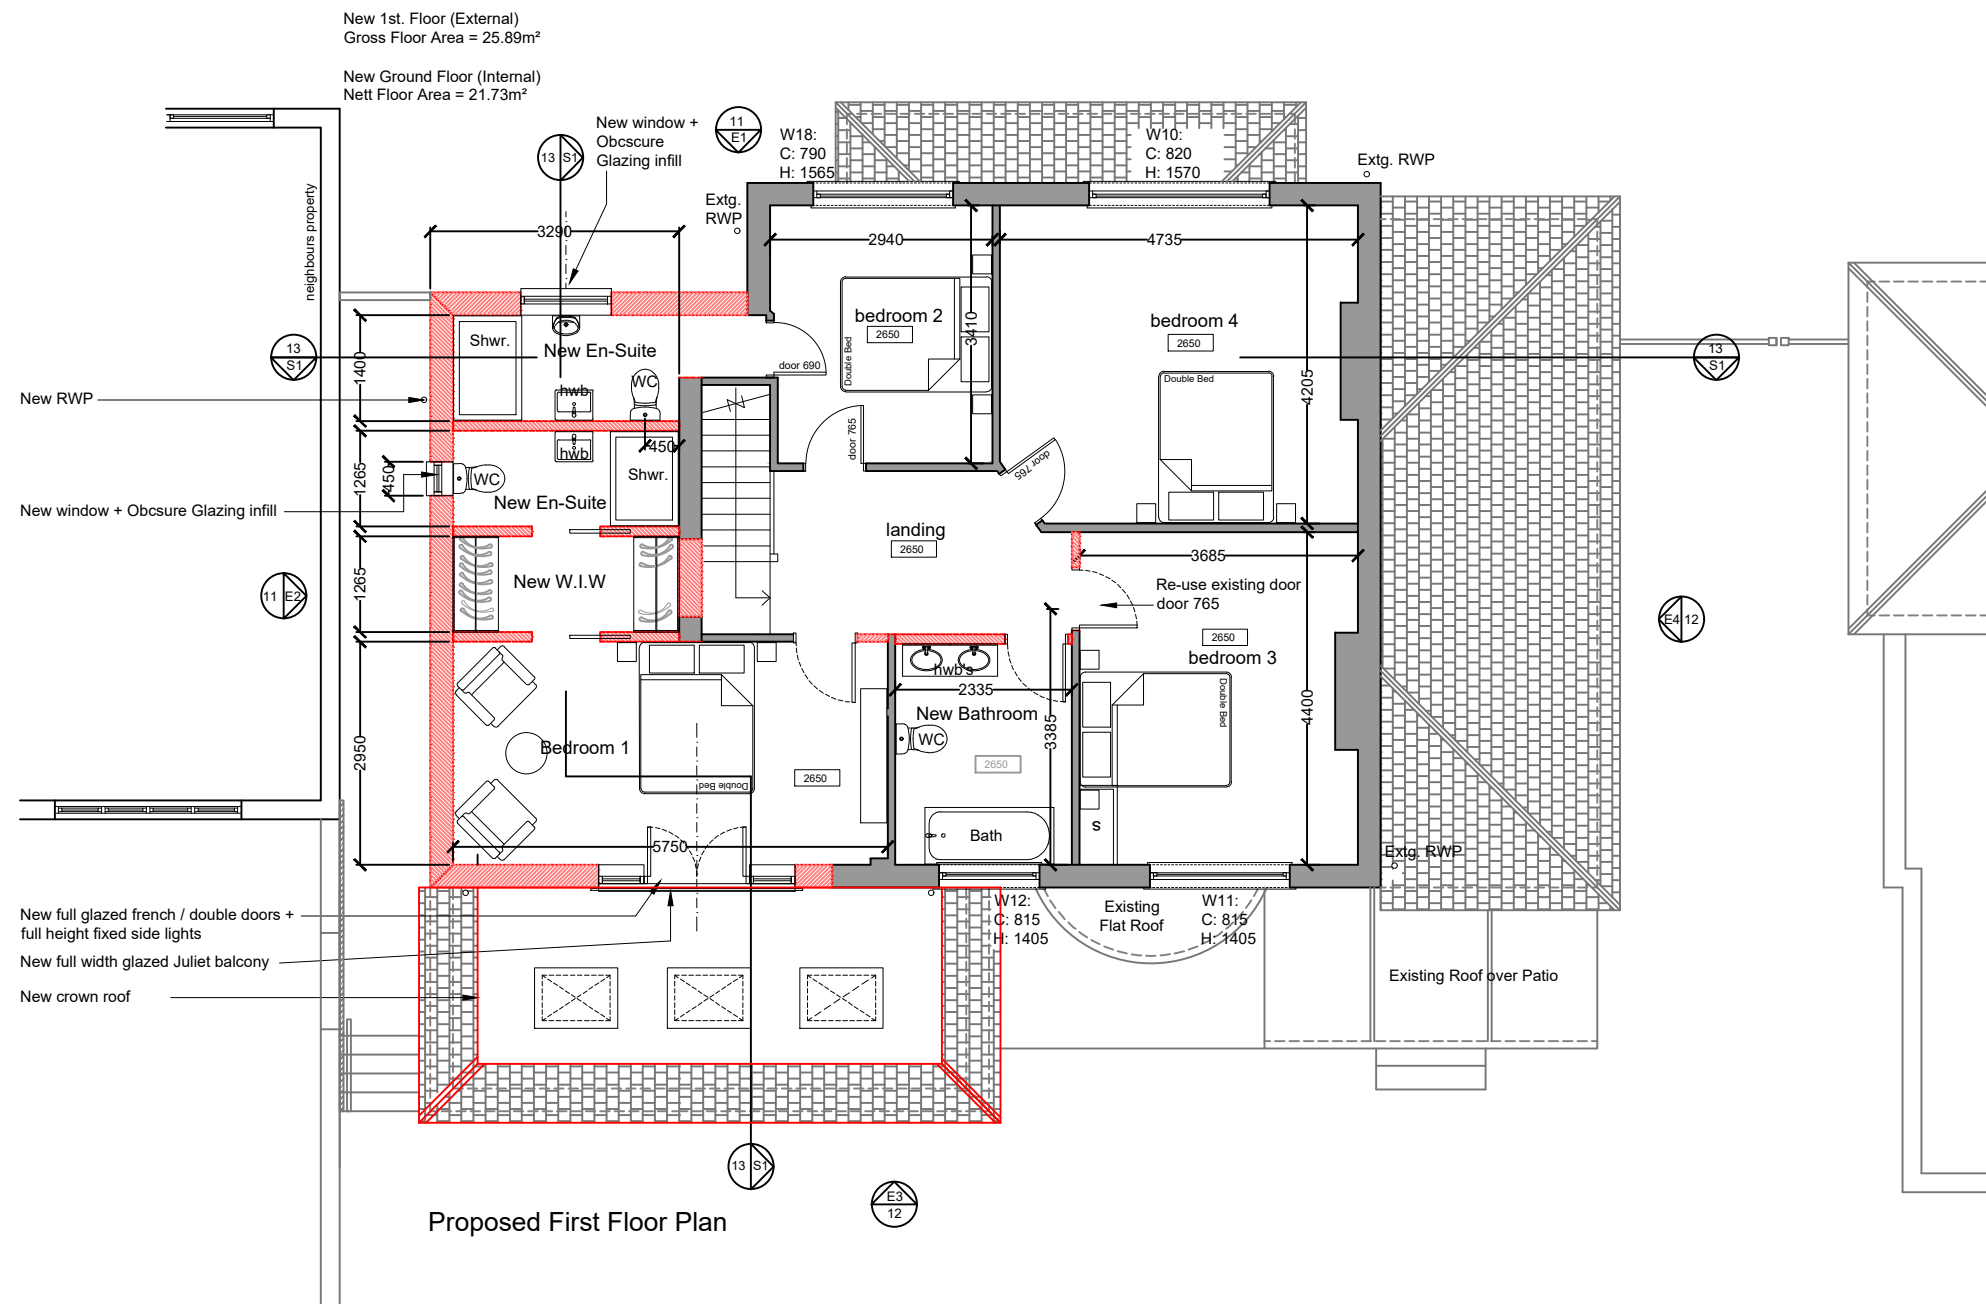 New 1st. Floor (External)
Gross Floor Area = 25.89m²
New Ground Floor (Internal)
Nett Floor Area = 21.73m²
New window +
Obcscure
Glazing infill
11
E1
13 S1
W18:
C: 790
H: 1565
W10:
C: 820
H: 1570
Extg. RWP
Extg.
RWP
neighbours property
3290
2940
4735
bedroom 2
2650
Double Bed
3410
bedroom 4
2650
Double Bed
4205
13
S1
13
S1
Shwr.
New En-Suite
hwb
WC
door 690
1400
New RWP
door 765
door 765
450
hwb
Shwr.
WC
New En-Suite
1265
450
New window + Obcsure Glazing infill
landing
2650
3685
Re-use existing door
door 765
New W.I.W
1265
11 E2
E4 12
2650
bedroom 3
Double Bed
4400
hwb's
2335
New Bathroom
WC
3385
2650
Bath
S
2950
Bedroom 1
2650
Double Bed
5750
Extg. RWP
New full glazed french / double doors +
full height fixed side lights
New full width glazed Juliet balcony
New crown roof
W12:
C: 815
H: 1405
Existing
Flat Roof
W11:
C: 815
H: 1405
Existing Roof over Patio
13 S1
E3
12
Proposed First Floor Plan